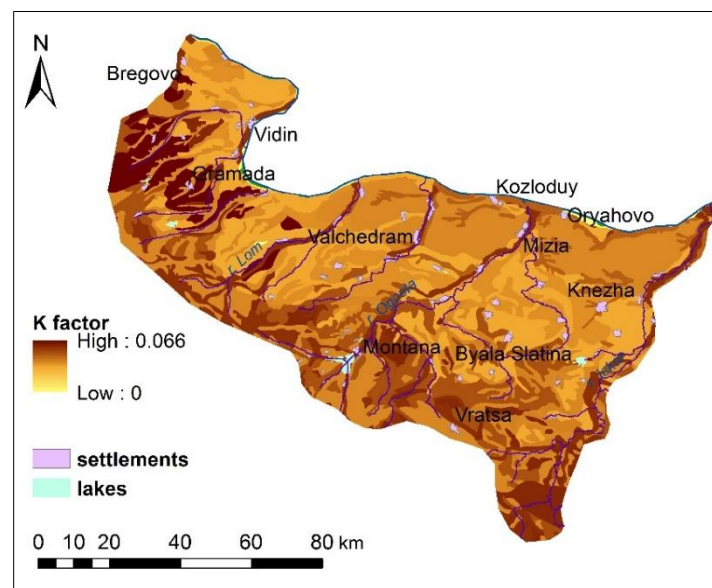 N
Bregovo
Vidin
Gramada
Kozloduy
Oryahovo
Valchedram
Mizia
r. Lom
Knezha
r. Ogosta
K factor
High : 0.066
Low : 0
Montana
Byala Slatina
Vratsa
settlements
lakes
0 10 20 40 60 80 km